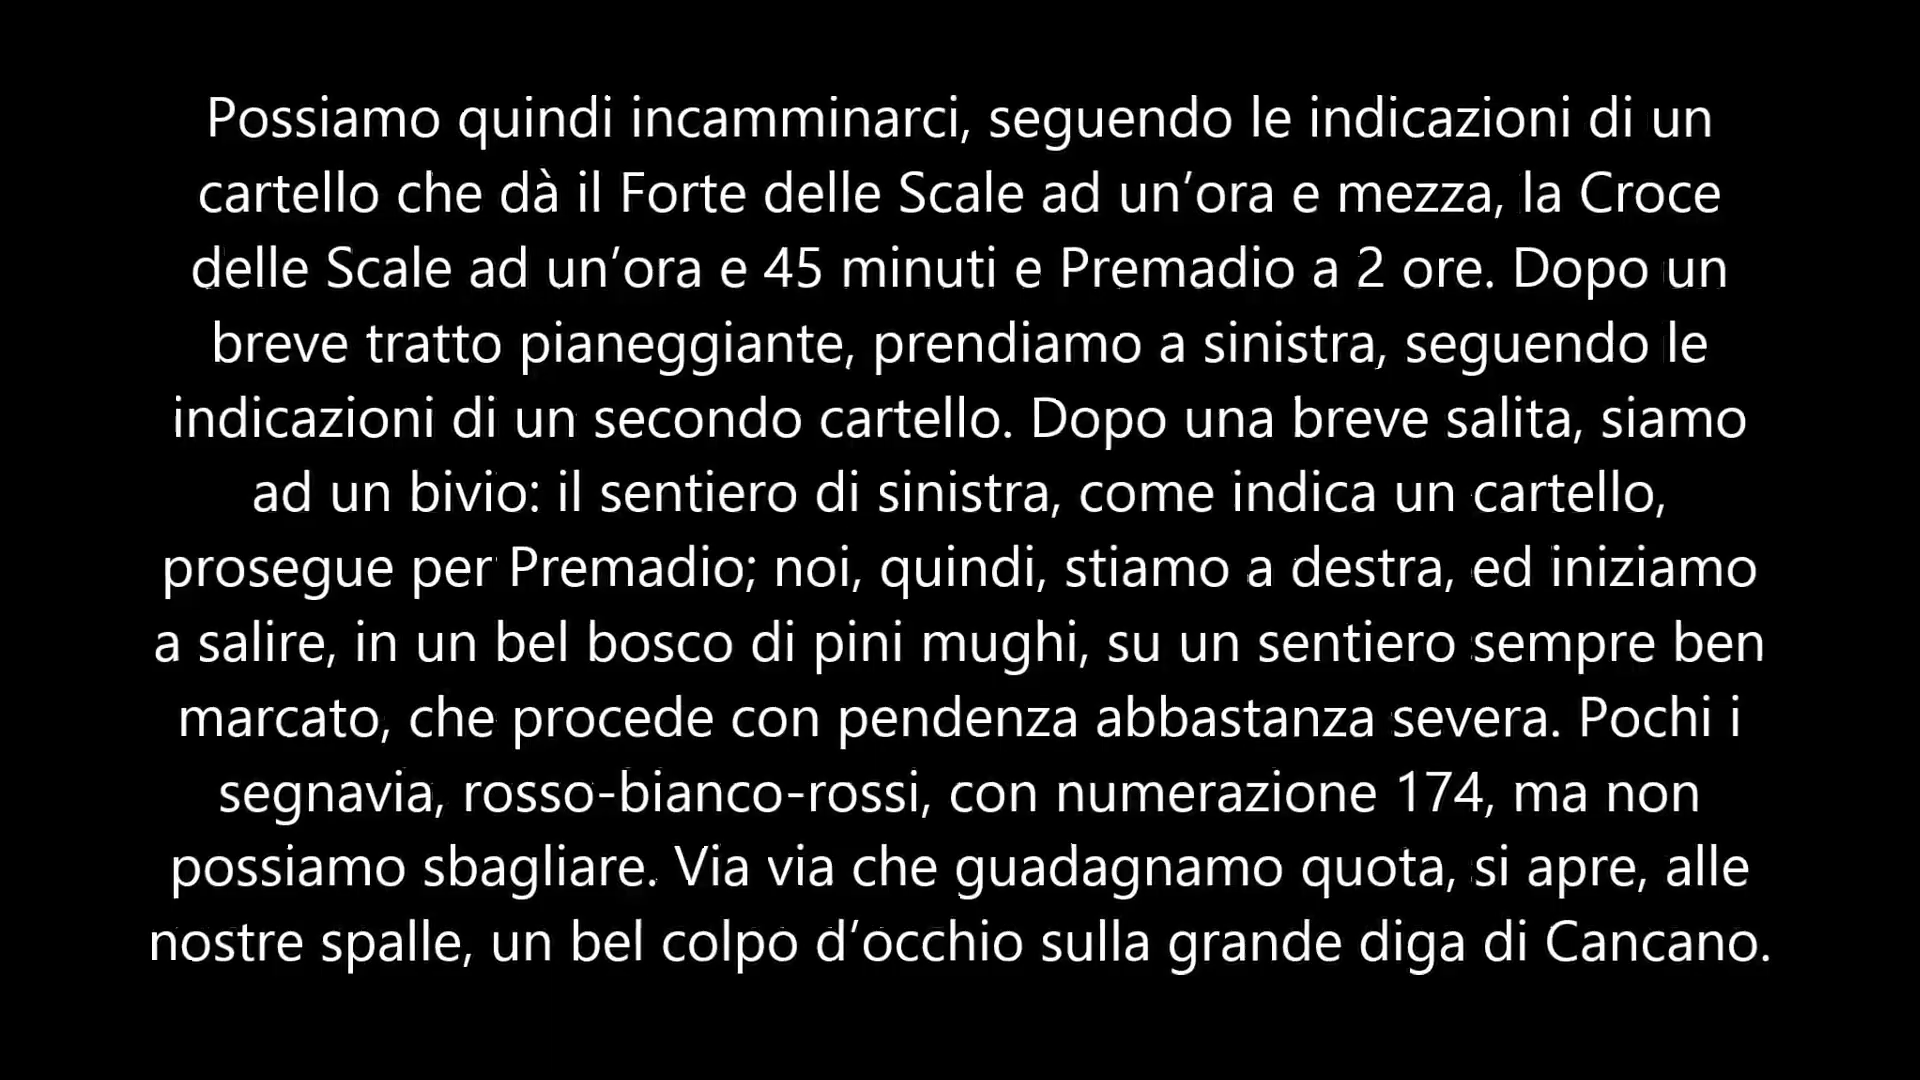 Possiamo quindi incamminarci, seguendo le indicazioni di un
cartello che dà il Forte delle Scale ad un’ora e mezza, la Croce
delle Scale ad un’ora e 45 minuti e Premadio a 2 ore. Dopo un
breve tratto pianeggiante, prendiamo a sinistra, seguendo le
indicazioni di un secondo cartello. Dopo una breve salita, siamo
ad un bivio: il sentiero di sinistra, come indica un cartello,
prosegue per Premadio; noi, quindi, stiamo a destra, ed iniziamo
a salire, in un bel bosco di pini mughi, su un sentiero sempre ben
marcato, che procede con pendenza abbastanza severa. Pochi i
segnavia, rosso-bianco-rossi, con numerazione 174, ma non
possiamo sbagliare. Via via che guadagnamo quota, si apre, alle
nostre spalle, un bel colpo d’occhio sulla grande diga di Cancano.